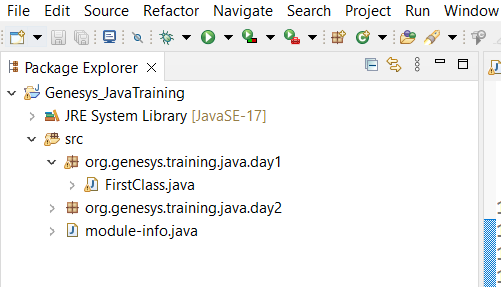 File Edit Source Refactor Navigate Search Project Run Window
Package Explorer
Genesys_JavaTraining
JRE System Library [JavaSE-17]
src
org.genesys.training.java.day1
FirstClass.java
org.genesys.training.java.day2
module-info.java